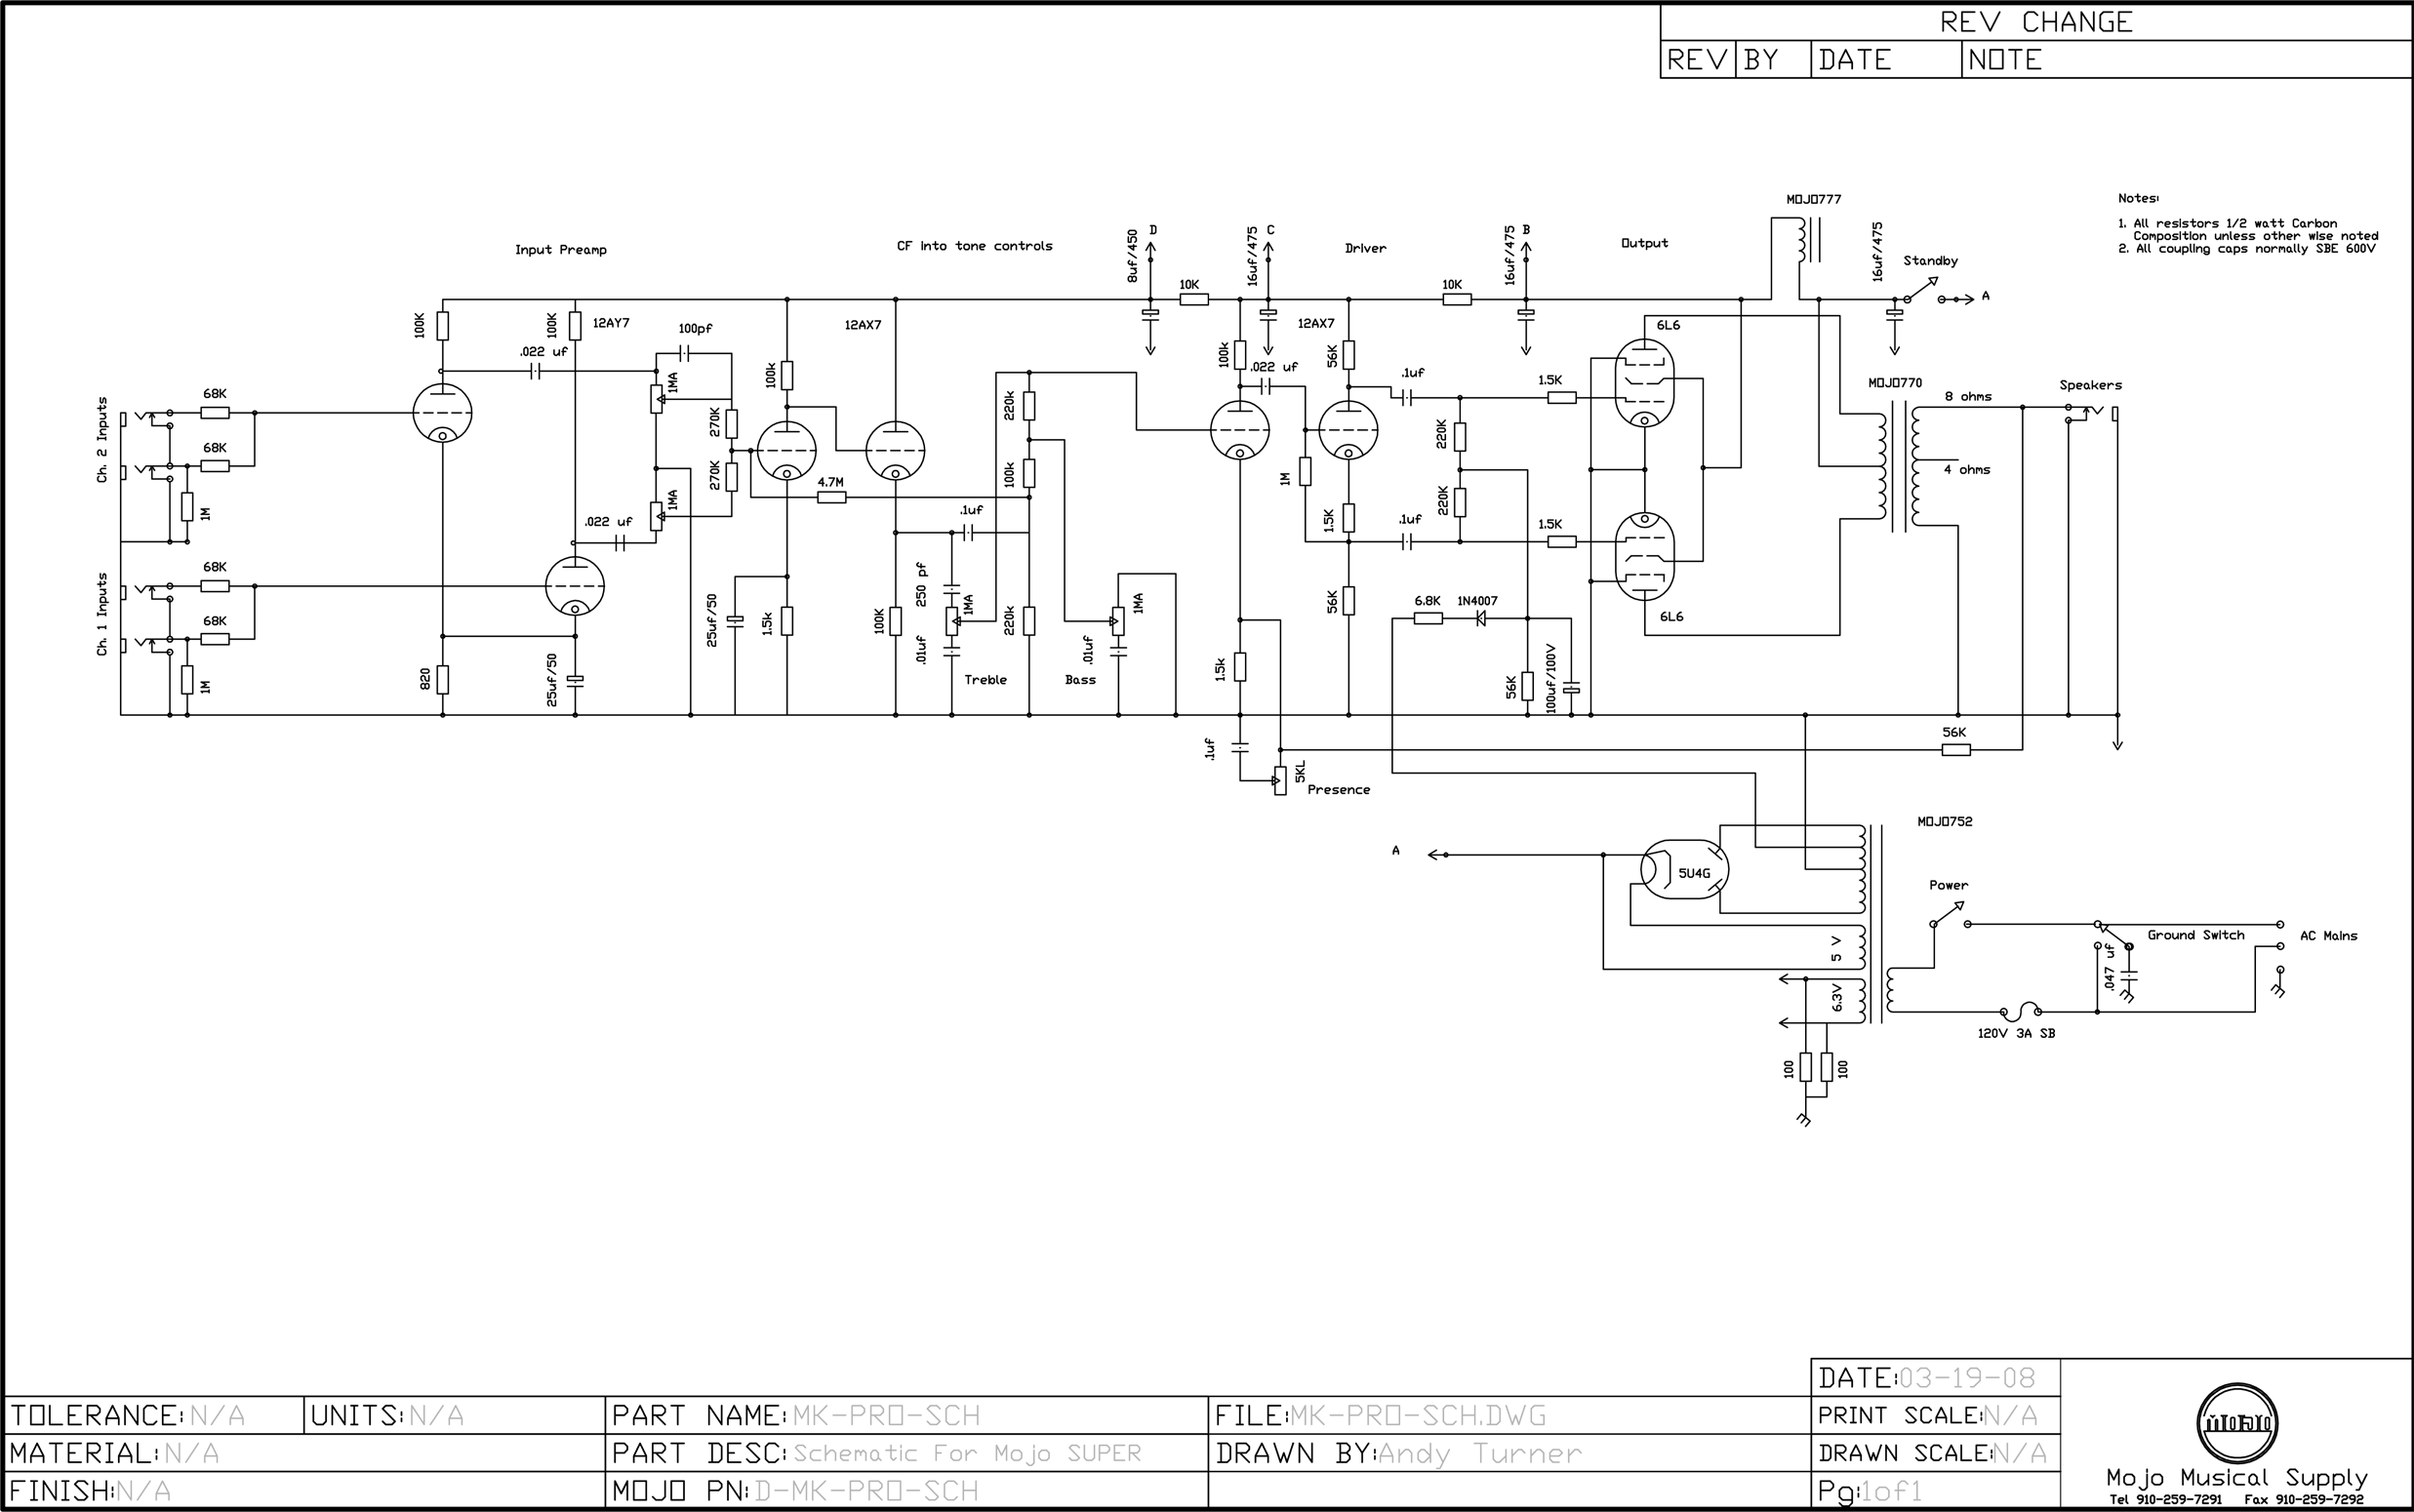 REV CHANGE
REV BY DATE NOTE
MOJO777
Notes:
1. All resistors 1/2 watt Carbon
Composition unless other wise noted
2. All coupling caps normally SBE 600V
Input Preamp
CF into tone controls
8uf/450
D
16uf/475
C
Driver
16uf/475
B
Output
16uf/475
Standby
A
10K
10K
100K
100K
12AY7
.022 uf
100pf
1MA
100k
12AX7
100k
12AX7
.022 uf
56K
.1uf
1.5K
6L6
MOJO770
8 ohms
4 ohms
Speakers
Ch. 2 Inputs
68K
68K
1M
270K
270K
1MA
.022 uf
4.7M
220k
100k
.1uf
1M
1.5K
220K
220K
.1uf
1.5K
Ch. 1 Inputs
68K
68K
1M
820
25uf/50
25uf/50
1.5k
100K
250 pf
1MA
.01uf
Treble
220k
Bass
.01uf
1MA
1.5k
56K
6.8K
1N4007
56K
100uf/100V
6L6
.1uf
5KL
Presence
56K
A
5U4G
MOJO752
Power
5 V
6.3V
Ground Switch
.047 uf
AC Mains
120V 3A SB
100
100
DATE:03-19-08
TOLERANCE:N/A UNITS:N/A PART NAME:MK-PRO-SCH FILE:MK-PRO-SCH.DWG PRINT SCALE:N/A
MATERIAL:N/A PART DESC:Schematic For Mojo SUPER DRAWN BY:Andy Turner DRAWN SCALE:N/A
FINISH:N/A MOJO PN:D-MK-PRO-SCH Pg:1of1
MOJO
Mojo Musical Supply
Tel 910-259-7291 Fax 910-259-7292